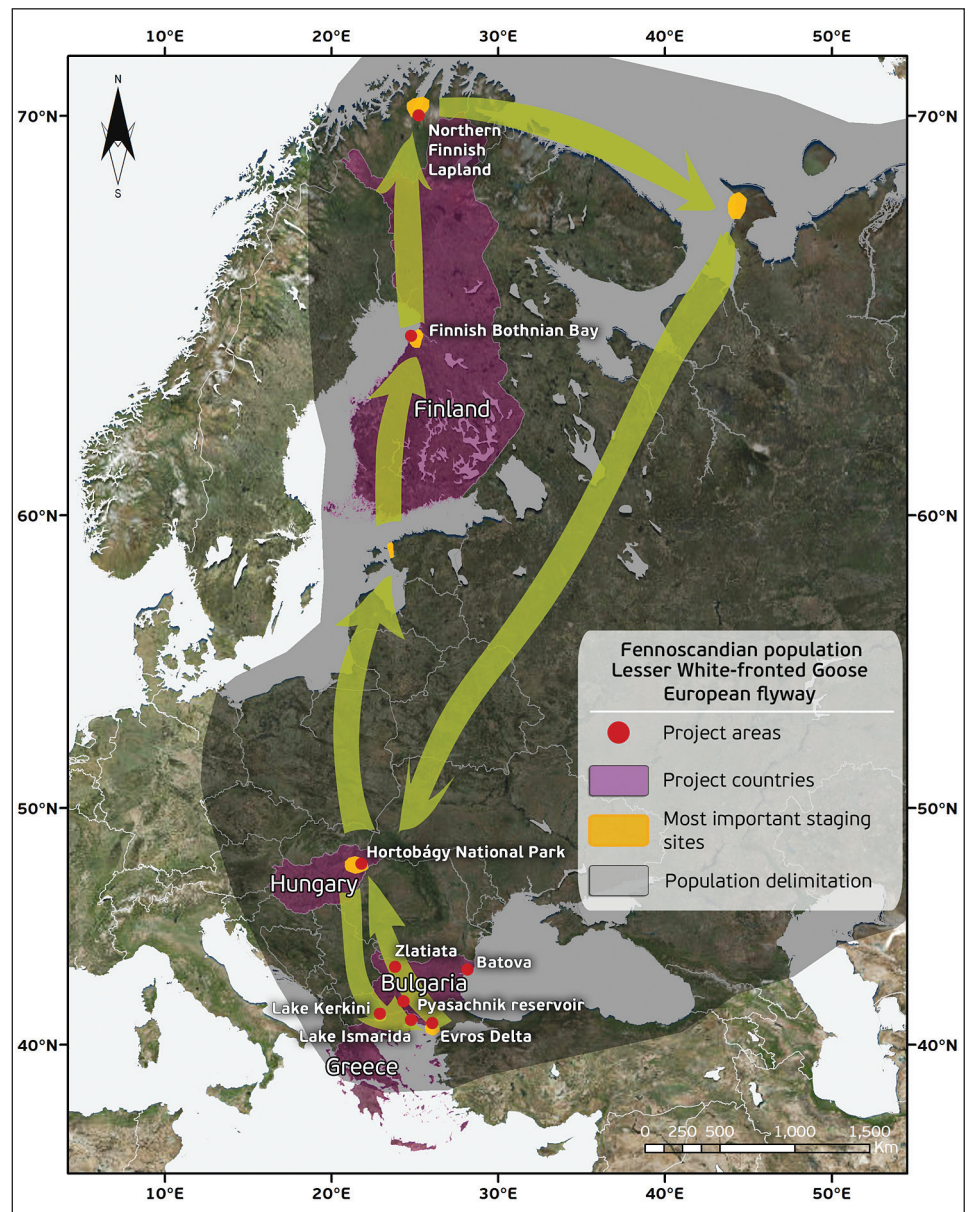 10°E 20°E 30°E 40°E 50°E
N
S
70°N 70°N
Northern
Finnish
Lapland
Finnish Bothnian Bay
Finland
60°N 60°N
Fennoscandian population
Lesser White-fronted Goose
European flyway
Project areas
Project countries
Most important staging
sites
Population delimitation
50°N 50°N
Hortobágy National Park
Hungary
Zlatiata
Batova
Bulgaria
Pyasachnik reservoir
Lake Kerkini
Lake Ismarida
Evros Delta
40°N 40°N
Greece
0 250 500 1,000 1,500
Km
10°E 20°E 30°E 40°E 50°E